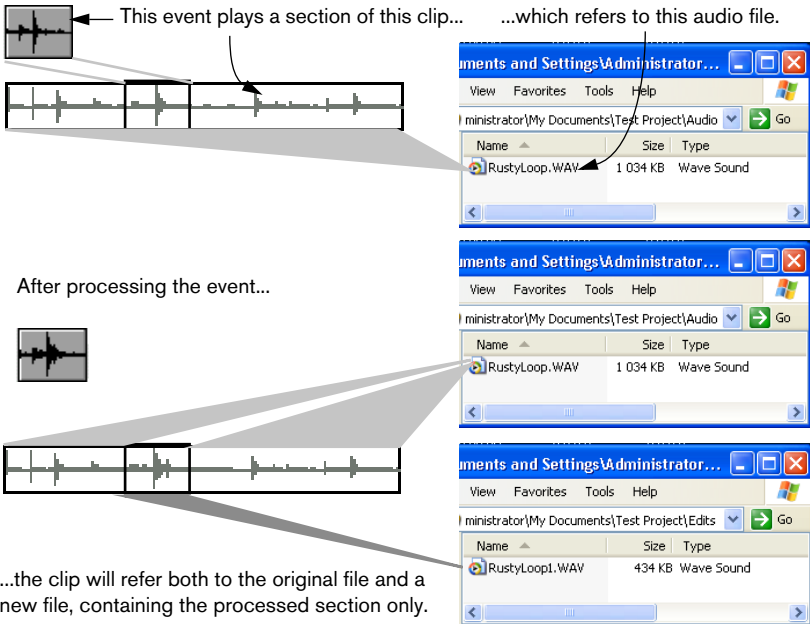 This event plays a section of this clip...
...which refers to this audio file.
uments and Settings\Administrator...
View Favorites Tools Help
ministrator\My Documents\Test Project\Audio Go
Name Size Type
RustyLoop.WAV 1 034 KB Wave Sound
After processing the event...
uments and Settings\Administrator...
View Favorites Tools Help
ministrator\My Documents\Test Project\Audio Go
Name Size Type
RustyLoop.WAV 1 034 KB Wave Sound
uments and Settings\Administrator...
View Favorites Tools Help
ministrator\My Documents\Test Project\Edits Go
Name Size Type
RustyLoop1.WAV 434 KB Wave Sound
...the clip will refer both to the original file and a
new file, containing the processed section only.